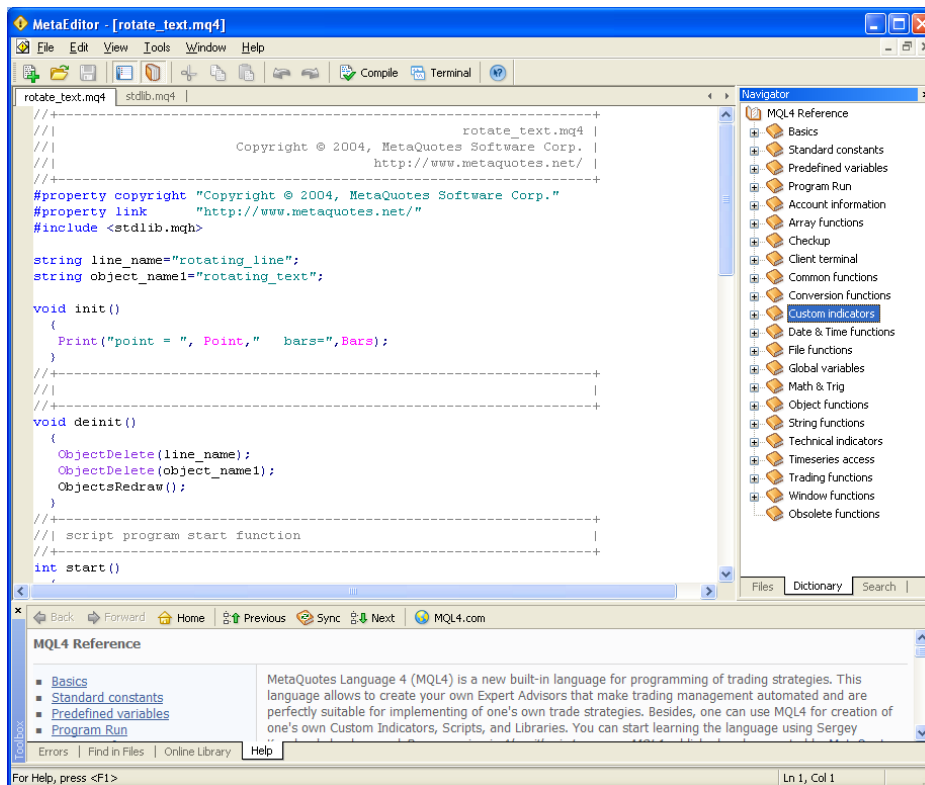 MetaEditor - [rotate_text.mq4]
File Edit View Tools Window Help
Compile Terminal
rotate_text.mq4 stdlib.mq4
//+------------------------------------------------------------------+
//| rotate_text.mq4 |
//| Copyright © 2004, MetaQuotes Software Corp. |
//| http://www.metaquotes.net/ |
//+------------------------------------------------------------------+
#property copyright "Copyright © 2004, MetaQuotes Software Corp."
#property link "http://www.metaquotes.net/"
#include <stdlib.mqh>
string line_name="rotating_line";
string object_name1="rotating_text";
void init()
{
Print("point = ", Point," bars=",Bars);
}
//+------------------------------------------------------------------+
//| |
//+------------------------------------------------------------------+
void deinit()
{
ObjectDelete(line_name);
ObjectDelete(object_name1);
ObjectsRedraw();
}
//+------------------------------------------------------------------+
//| script program start function |
//+------------------------------------------------------------------+
int start()
Navigator
MQL4 Reference
Basics
Standard constants
Predefined variables
Program Run
Account information
Array functions
Checkup
Client terminal
Common functions
Conversion functions
Custom indicators
Date & Time functions
File functions
Global variables
Math & Trig
Object functions
String functions
Technical indicators
Timeseries access
Trading functions
Window functions
Obsolete functions
Files Dictionary Search
Back Forward Home Previous Sync Next MQL4.com
MQL4 Reference
Basics
Standard constants
Predefined variables
Program Run
MetaQuotes Language 4 (MQL4) is a new built-in language for programming of trading strategies. This
language allows to create your own Expert Advisors that make trading management automated and are
perfectly suitable for implementing of one's own trade strategies. Besides, one can use MQL4 for creation of
one's own Custom Indicators, Scripts, and Libraries. You can start learning the language using Sergey
Toolbox
Errors Find in Files Online Library Help
For Help, press <F1>
Ln 1, Col 1